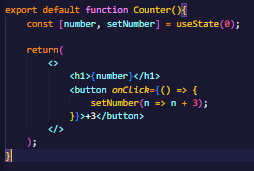 export default function Counter(){
    const [number, setNumber] = useState(0);

    return(
        <>
            <h1>{number}</h1>
            <button onClick={() => {
                setNumber(n => n + 3);
            }}>+3</button>
        </>
    );
}